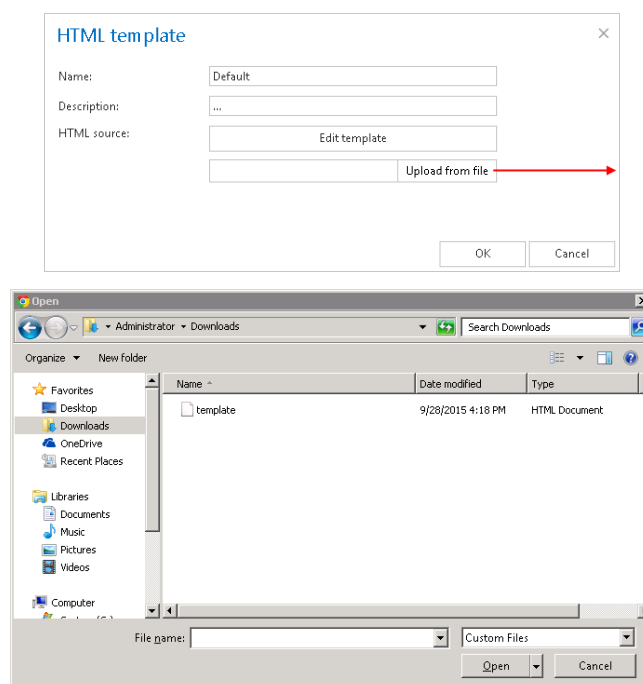 HTML template
Name: Default
Description: ...
HTML source: Edit template
Upload from file
OK Cancel
Open
Administrator Downloads Search Downloads
Organize New folder
Name Date modified Type
Favorites
template 9/28/2015 4:18 PM HTML Document
Desktop
Downloads
OneDrive
Recent Places
Libraries
Documents
Music
Pictures
Videos
Computer
File name: Custom Files
Open Cancel